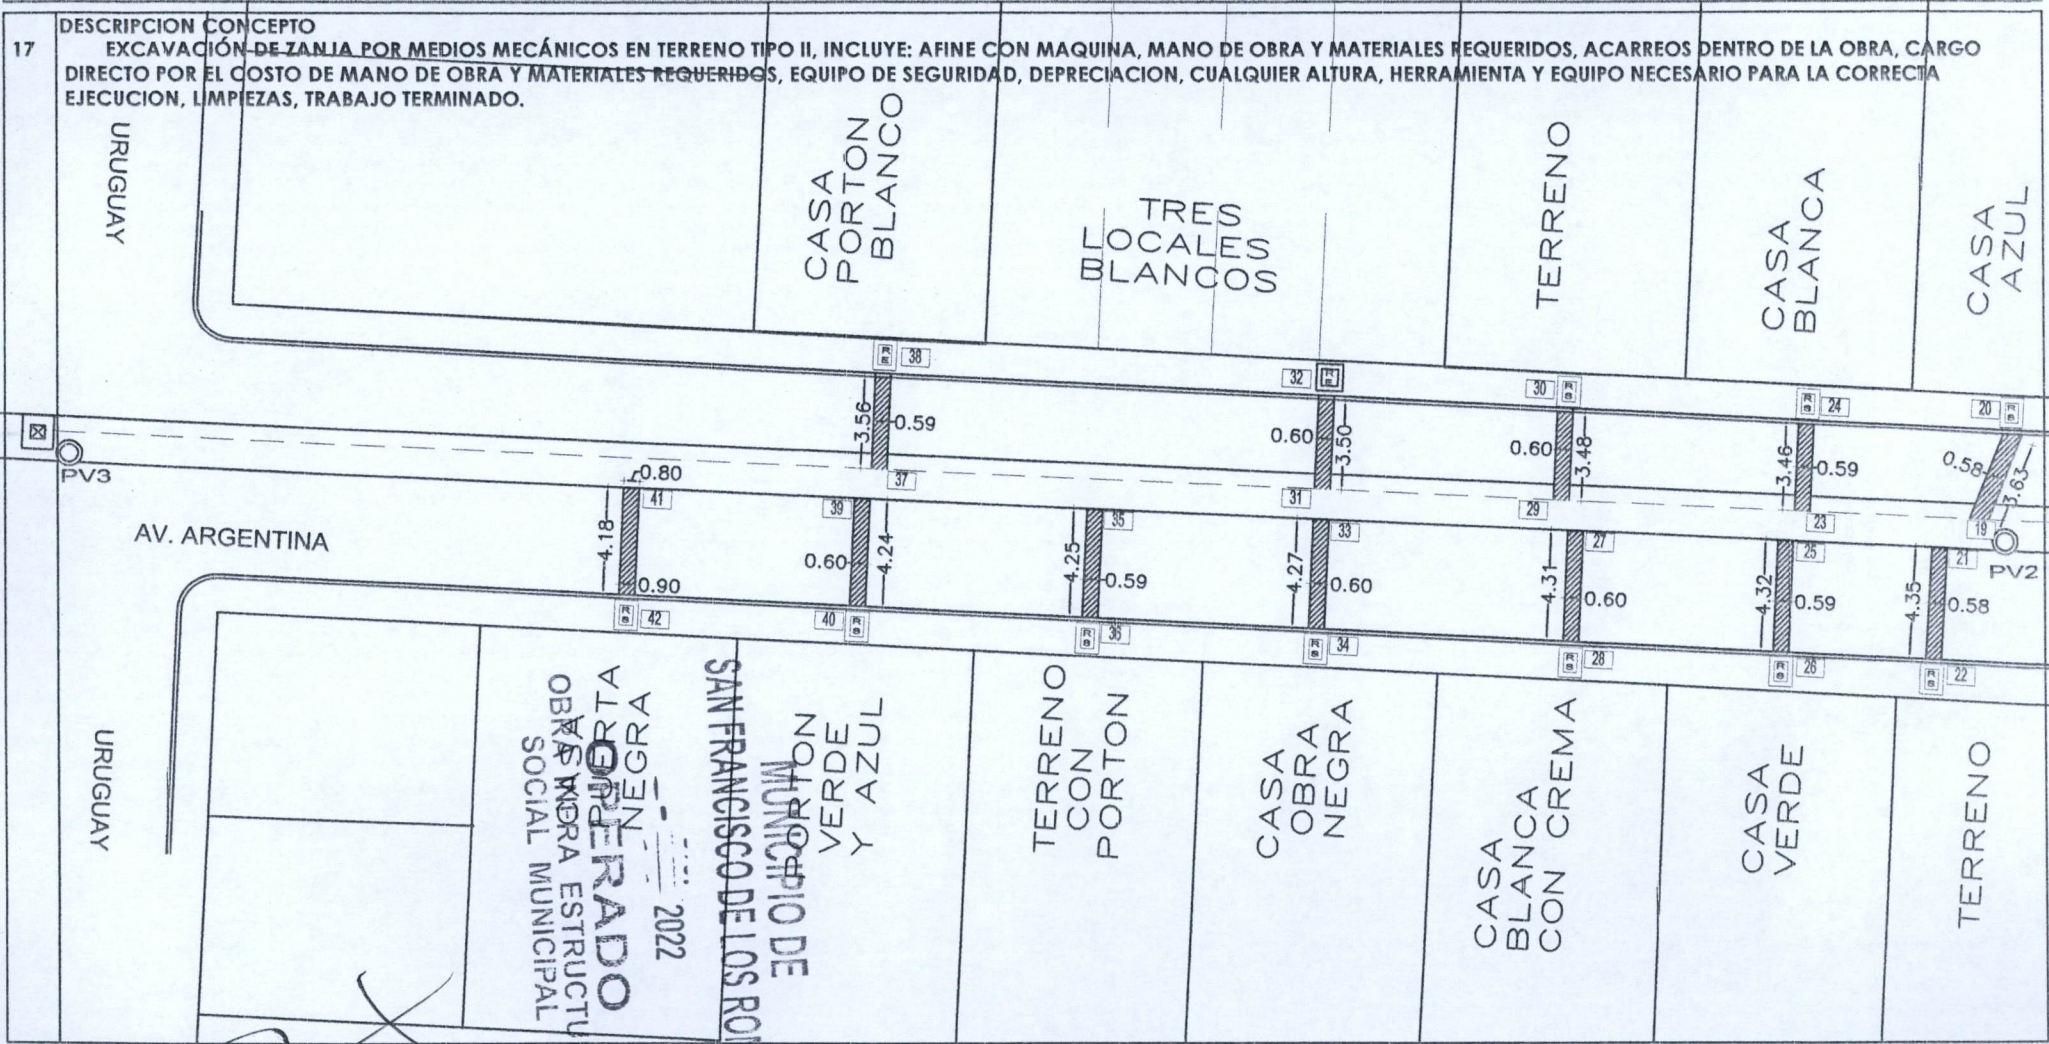 DESCRIPCION CONCEPTO
17 EXCAVACIÓN DE ZANJA POR MEDIOS MECÁNICOS EN TERRENO TIPO II, INCLUYE: AFINE CON MAQUINA, MANO DE OBRA Y MATERIALES REQUERIDOS, ACARREOS DENTRO DE LA OBRA, CARGO
DIRECTO POR EL COSTO DE MANO DE OBRA Y MATERIALES REQUERIDOS, EQUIPO DE SEGURIDAD, DEPRECIACION, CUALQUIER ALTURA, HERRAMIENTA Y EQUIPO NECESARIO PARA LA CORRECTA
EJECUCION, LIMPIEZAS, TRABAJO TERMINADO.
URUGUAY
CASA
PORTON
BLANCO
TRES
LOCALES
BLANCOS
TERRENO
CASA
BLANCA
CASA
AZUL
38
32
30
24
20
3.56
0.59
0.60
3.50
0.60
3.48
3.46
0.59
0.58
3.63
37
31
29
23
19
PV3
PV2
AV. ARGENTINA
0.80
41
39
35
33
27
25
21
4.18
0.90
0.60
4.24
4.25
0.59
4.27
0.60
4.31
0.60
4.32
0.59
4.35
0.58
42
40
36
34
28
26
22
URUGUAY
PUERTA
NEGRA
PORTON
VERDE
Y AZUL
TERRENO
CON
PORTON
CASA
OBRA
NEGRA
CASA
BLANCA
CON CREMA
CASA
VERDE
TERRENO
MUNICIPIO DE
SAN FRANCISCO DE LOS ROM
2022
OPERADO
OBRA ESTRUCTU
SOCIAL MUNICIPAL